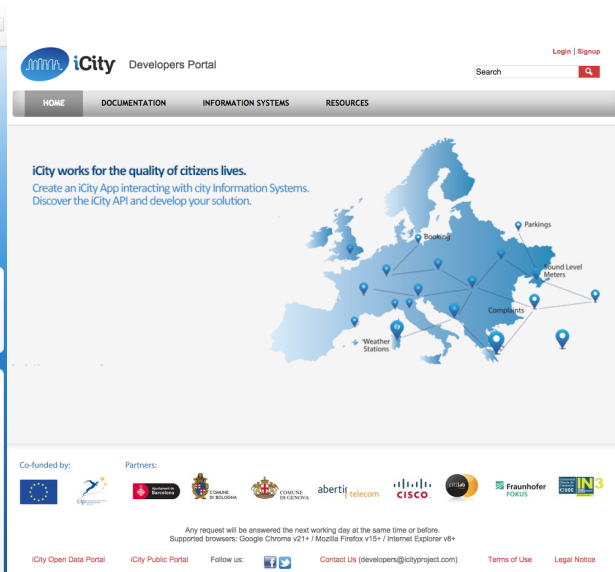 Login | Signup
iCity Developers Portal
Search
HOME DOCUMENTATION INFORMATION SYSTEMS RESOURCES
iCity works for the quality of citizens lives.
Create an iCity App interacting with city Information Systems.
Discover the iCity API and develop your solution.
Parkings
Booking
Sound Level
Meters
Complaints
Weather
Stations
Co-funded by: Partners:
Ajuntament de
Barcelona
COMUNE
DI BOLOGNA
COMUNE
DI GENOVA
abertis telecom
CISCO
citilab
Fraunhofer
FOKUS
UOC
IN3
Any request will be answered the next working day at the same time or before.
Supported browsers: Google Chrome v21+ / Mozilla Firefox v15+ / Internet Explorer v8+
iCity Open Data Portal iCity Public Portal Follow us: Contact Us (developers@icityproject.com) Terms of Use Legal Notice